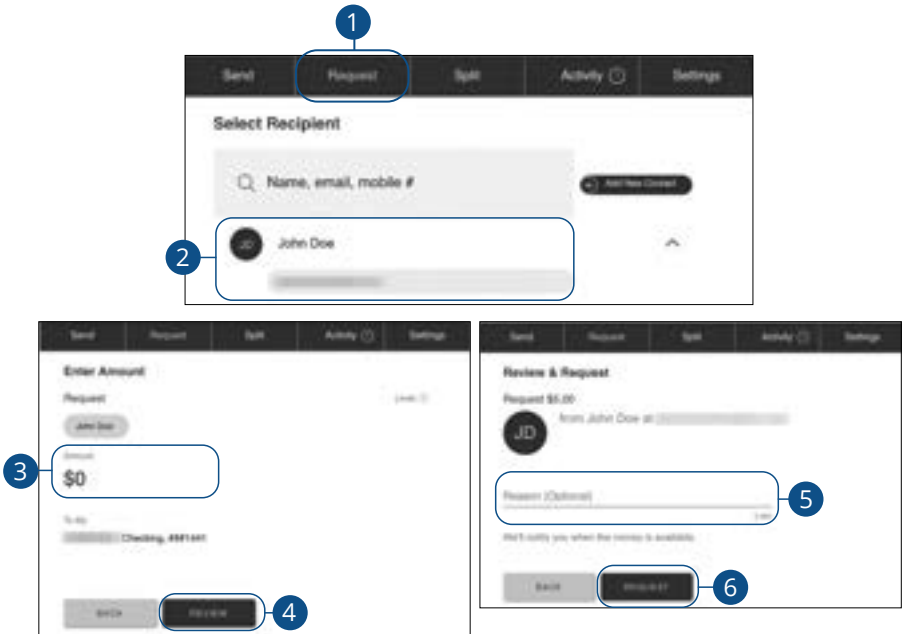 1
Send Request Split Activity Settings
Select Recipient
Name, email, mobile #
Add New Contact
2
JD
John Doe
Send Request Split Activity Settings
Enter Amount
Request
Limits
John Doe
3
Amount
$0
To My
Checking,
BACK
REVIEW
4
Send Request Split Activity Settings
Review & Request
Request $5.00
JD
from John Doe at
Reason (Optional)
5
We'll notify you when the money is available.
BACK
REQUEST
6